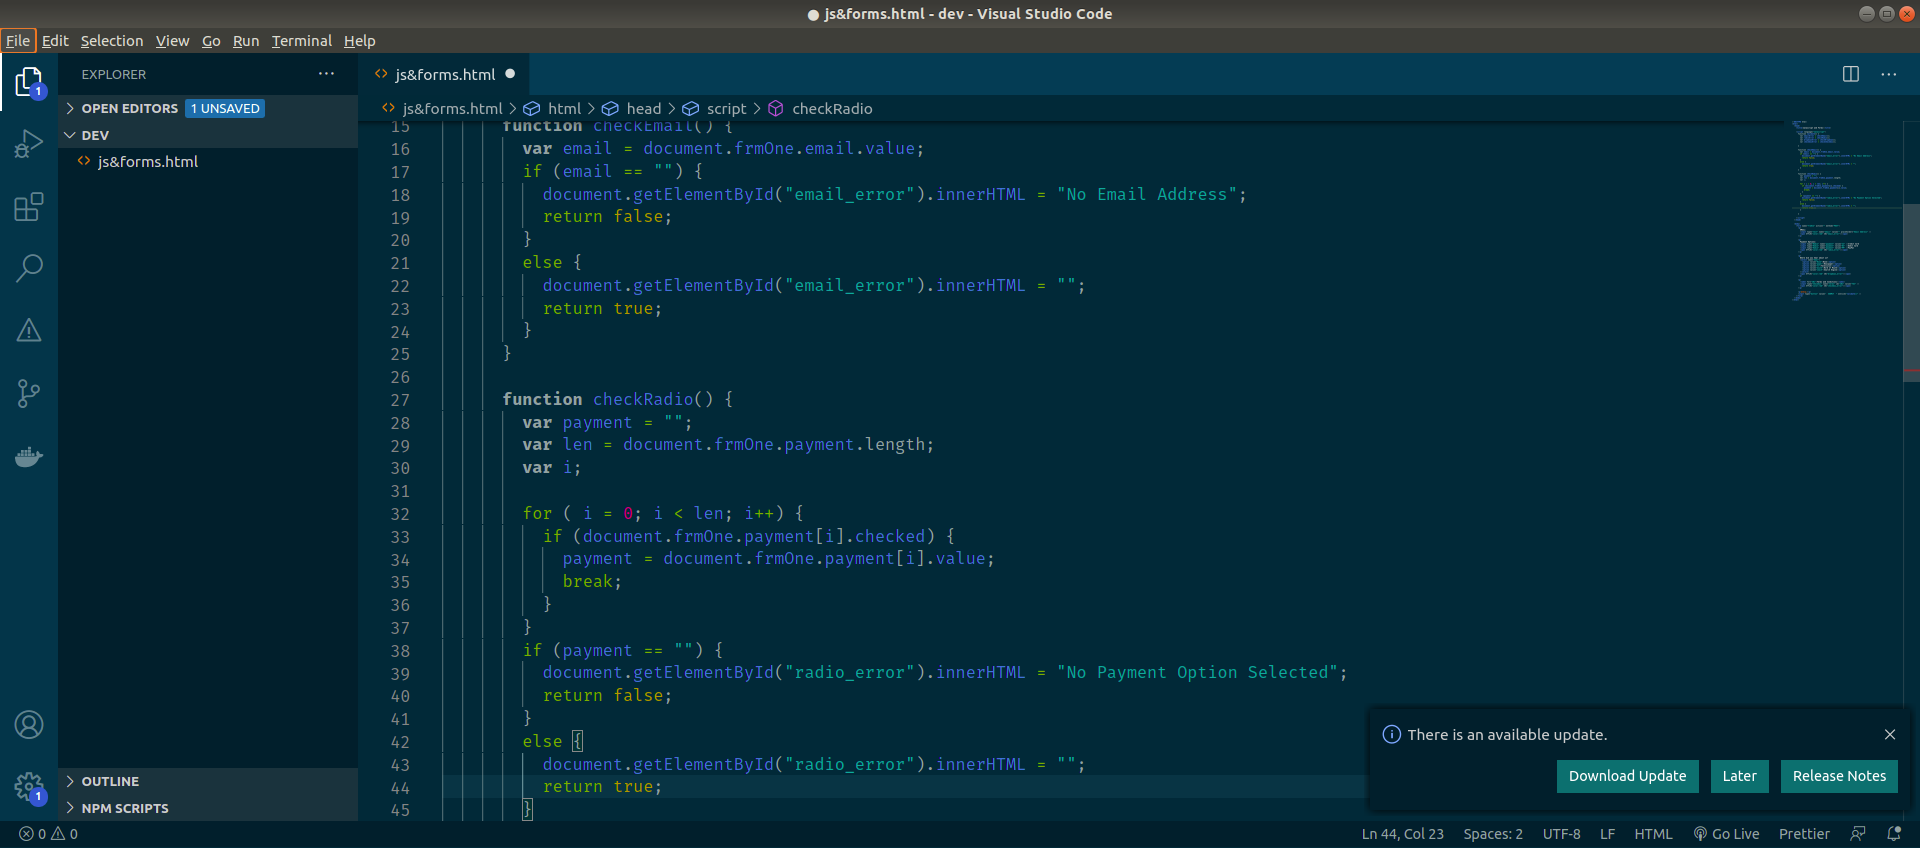 js&forms.html - dev - Visual Studio Code
File Edit Selection View Go Run Terminal Help
EXPLORER
js&forms.html
OPEN EDITORS 1 UNSAVED
js&forms.html > html > head > script > checkRadio
DEV
js&forms.html
15 function checkEmail() {
16 var email = document.frmOne.email.value;
17 if (email == "") {
18 document.getElementById("email_error").innerHTML = "No Email Address";
19 return false;
20 }
21 else {
22 document.getElementById("email_error").innerHTML = "";
23 return true;
24 }
25 }
26
27 function checkRadio() {
28 var payment = "";
29 var len = document.frmOne.payment.length;
30 var i;
31
32 for ( i = 0; i < len; i++) {
33 if (document.frmOne.payment[i].checked) {
34 payment = document.frmOne.payment[i].value;
35 break;
36 }
37 }
38 if (payment == "") {
39 document.getElementById("radio_error").innerHTML = "No Payment Option Selected";
40 return false;
41 }
42 else {
43 document.getElementById("radio_error").innerHTML = "";
44 return true;
45 }
1
1
OUTLINE
NPM SCRIPTS
There is an available update.
Download Update Later Release Notes
0 0 Ln 44, Col 23 Spaces: 2 UTF-8 LF HTML Go Live Prettier